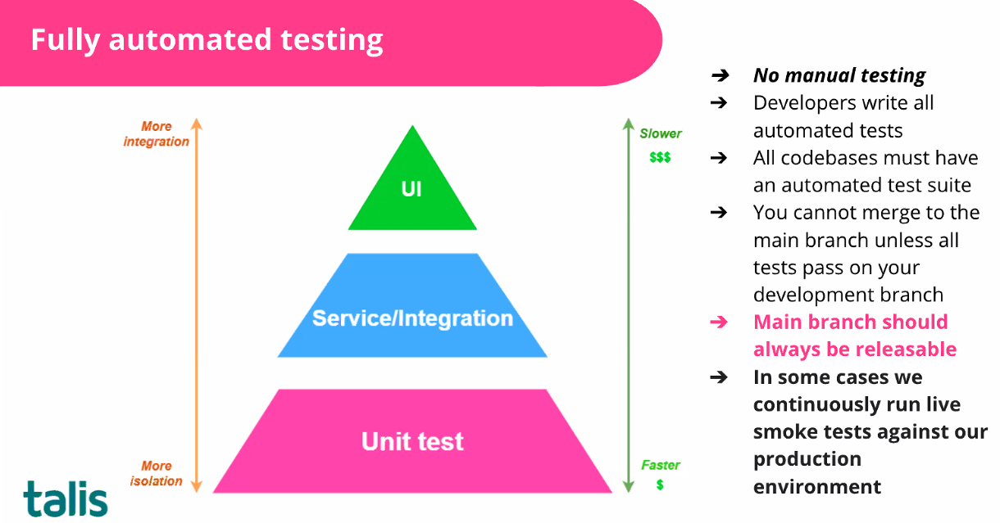 Fully automated testing
More
integration
Slower
$$$
UI
Service/Integration
Unit test
More
isolation
Faster
$
talis
➔ No manual testing
➔ Developers write all
automated tests
➔ All codebases must have
an automated test suite
➔ You cannot merge to the
main branch unless all
tests pass on your
development branch
➔ Main branch should
always be releasable
➔ In some cases we
continuously run live
smoke tests against our
production
environment